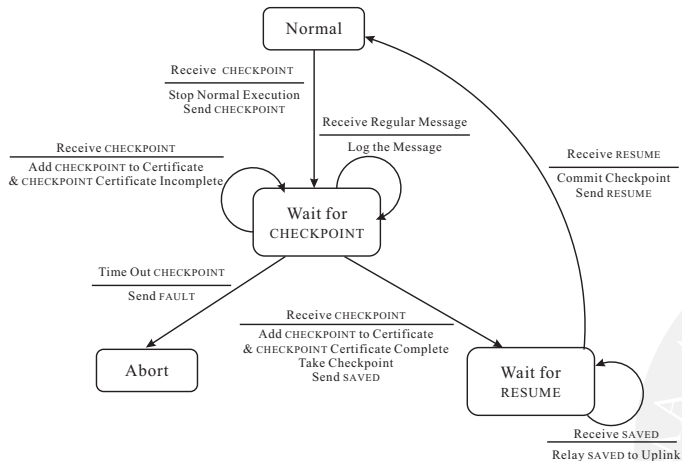 Normal
Receive CHECKPOINT
Stop Normal Execution
Send CHECKPOINT
Receive Regular Message
Log the Message
Receive CHECKPOINT
Add CHECKPOINT to Certificate
& CHECKPOINT Certificate Incomplete
Receive RESUME
Commit Checkpoint
Send RESUME
Wait for
CHECKPOINT
Time Out CHECKPOINT
Send FAULT
Receive CHECKPOINT
Add CHECKPOINT to Certificate
& CHECKPOINT Certificate Complete
Take Checkpoint
Send SAVED
Abort
Wait for
RESUME
Receive SAVED
Relay SAVED to Uplink